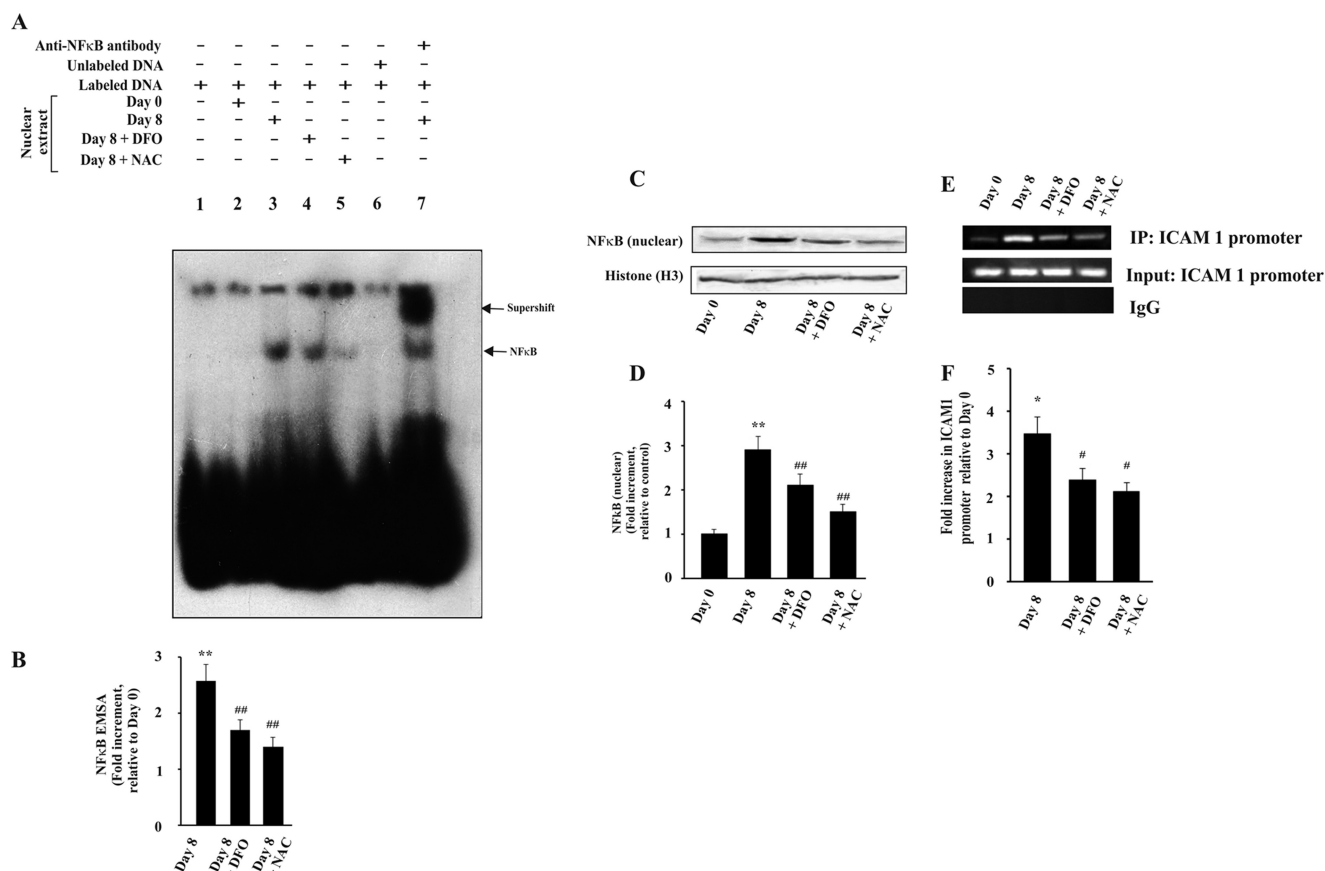 A
Anti-NFκB antibody - - - - - - +
Unlabeled DNA - - - - - + -
Labeled DNA + + + + + + +
Nuclear extract
Day 0 - + - - - - -
Day 8 - - + - - - +
Day 8 + DFO - - - + - - -
Day 8 + NAC - - - - + - -
1 2 3 4 5 6 7
Supershift
NFκB
B
NFκB EMSA
(Fold increment,
relative to Day 0)
3
2
1
0
**
##
##
Day 8
Day 8
DFO
Day 8
NAC
C
NFκB (nuclear)
Histone (H3)
Day 0
Day 8
Day 8
+ DFO
Day 8
+ NAC
D
NFkB (nuclear)
(Fold increment,
relative to control)
4
3
2
1
0
**
##
##
Day 0
Day 8
Day 8
+ DFO
Day 8
+ NAC
E
Day 0
Day 8
Day 8
+ DFO
Day 8
+ NAC
IP: ICAM 1 promoter
Input: ICAM 1 promoter
IgG
F
Fold increase in ICAM1
promoter relative to Day 0
5
4
3
2
1
0
*
#
#
Day 8
Day 8
+ DFO
Day 8
+ NAC